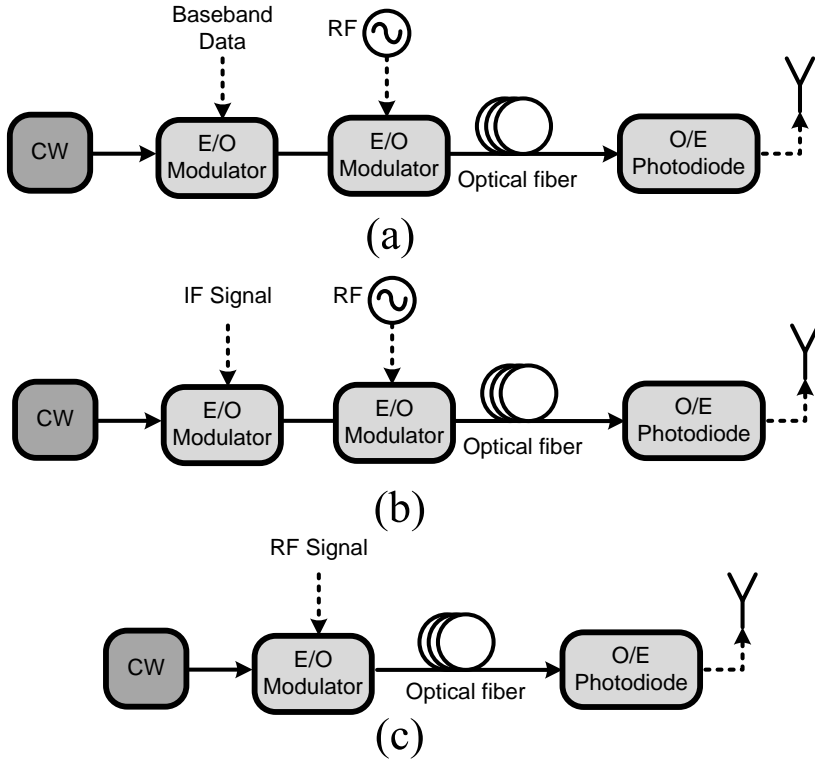 Baseband
Data
RF
CW
E/O
Modulator
E/O
Modulator
Optical fiber
O/E
Photodiode
(a)
IF Signal
RF
CW
E/O
Modulator
E/O
Modulator
Optical fiber
O/E
Photodiode
(b)
RF Signal
CW
E/O
Modulator
Optical fiber
O/E
Photodiode
(c)